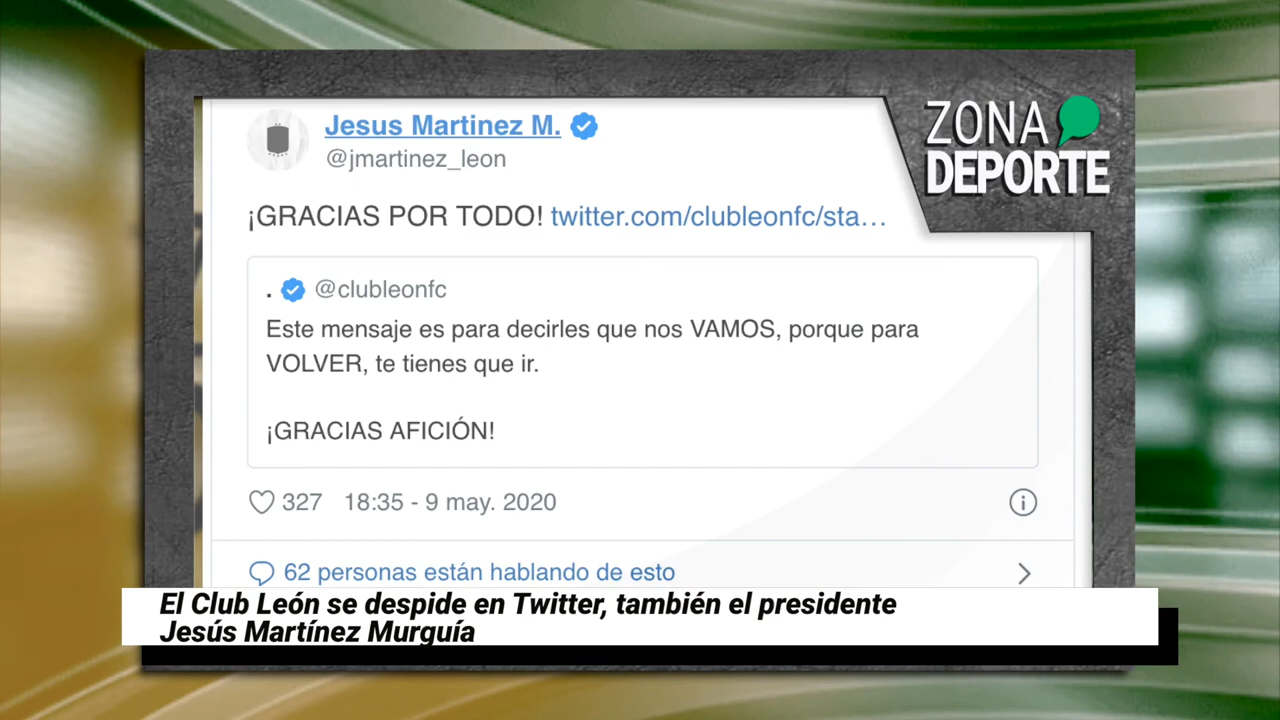 Jesus Martinez M.
@jmartinez_leon
ZONA
DEPORTE
¡GRACIAS POR TODO! twitter.com/clubleonfc/sta…
. @clubleonfc
Este mensaje es para decirles que nos VAMOS, porque para
VOLVER, te tienes que ir.
¡GRACIAS AFICIÓN!
327 18:35 - 9 may. 2020
62 personas están hablando de esto
El Club León se despide en Twitter, también el presidente
Jesús Martínez Murguía